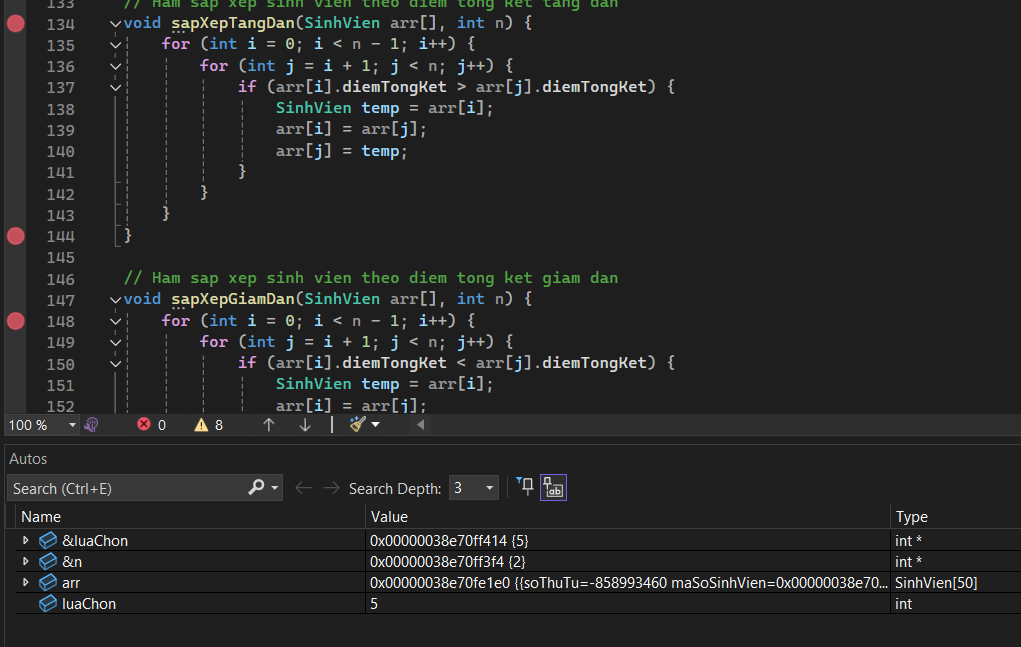 133 // Ham sap xep sinh vien theo diem tong ket tang dan
134 void sapXepTangDan(SinhVien arr[], int n) {
135 for (int i = 0; i < n - 1; i++) {
136 for (int j = i + 1; j < n; j++) {
137 if (arr[i].diemTongKet > arr[j].diemTongKet) {
138 SinhVien temp = arr[i];
139 arr[i] = arr[j];
140 arr[j] = temp;
141 }
142 }
143 }
144 }
145
146 // Ham sap xep sinh vien theo diem tong ket giam dan
147 void sapXepGiamDan(SinhVien arr[], int n) {
148 for (int i = 0; i < n - 1; i++) {
149 for (int j = i + 1; j < n; j++) {
150 if (arr[i].diemTongKet < arr[j].diemTongKet) {
151 SinhVien temp = arr[i];
152 arr[i] = arr[j];
100 % 0 8
Autos
Search (Ctrl+E) Search Depth: 3
Name Value Type
&luaChon 0x00000038e70ff414 {5} int *
&n 0x00000038e70ff3f4 {2} int *
arr 0x00000038e70fe1e0 {{soThuTu=-858993460 maSoSinhVien=0x00000038e70... SinhVien[50]
luaChon 5 int